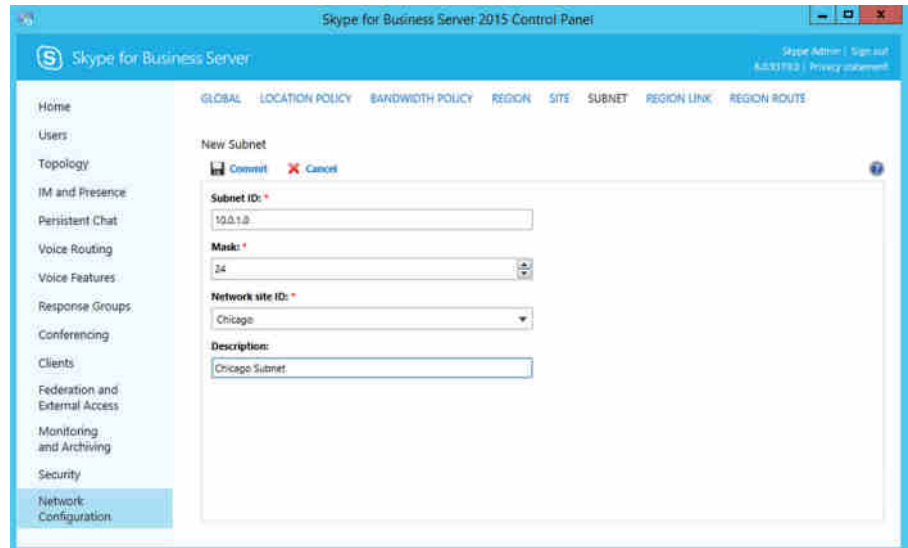 Skype for Business Server 2015 Control Panel
S Skype for Business Server
Skype Admin | Sign out
Privacy statement
Home
Users
Topology
IM and Presence
Persistent Chat
Voice Routing
Voice Features
Response Groups
Conferencing
Clients
Federation and
External Access
Monitoring
and Archiving
Security
Network
Configuration
GLOBAL LOCATION POLICY BANDWIDTH POLICY REGION SITE SUBNET REGION LINK REGION ROUTE
New Subnet
Commit Cancel
?
Subnet ID: *
10.0.1.0
Mask: *
24
Network site ID: *
Chicago
Description:
Chicago Subnet